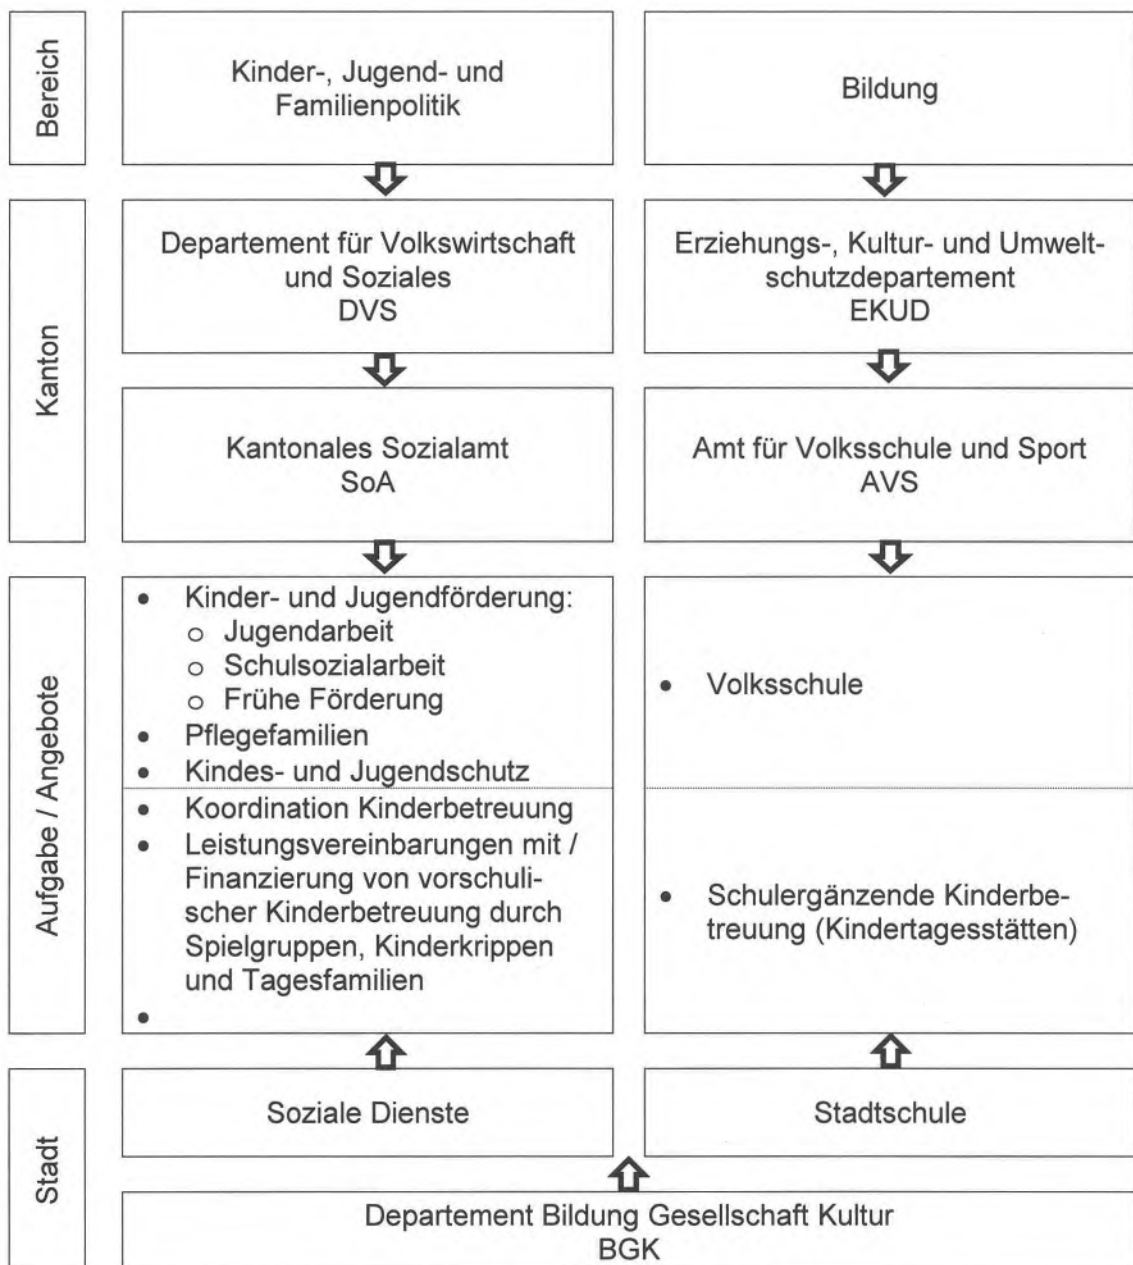 Bereich
Kinder-, Jugend- und
Familienpolitik
Bildung
Kanton
Departement für Volkswirtschaft
und Soziales
DVS
Erziehungs-, Kultur- und Umwelt-
schutzdepartement
EKUD
Kantonales Sozialamt
SoA
Amt für Volksschule und Sport
AVS
Aufgabe / Angebote
• Kinder- und Jugendförderung:
o Jugendarbeit
o Schulsozialarbeit
o Frühe Förderung
• Pflegefamilien
• Kindes- und Jugendschutz
• Koordination Kinderbetreuung
• Leistungsvereinbarungen mit /
Finanzierung von vorschuli-
scher Kinderbetreuung durch
Spielgruppen, Kinderkrippen
und Tagesfamilien
•
• Volksschule
• Schulergänzende Kinderbe-
treuung (Kindertagesstätten)
Stadt
Soziale Dienste
Stadtschule
Departement Bildung Gesellschaft Kultur
BGK